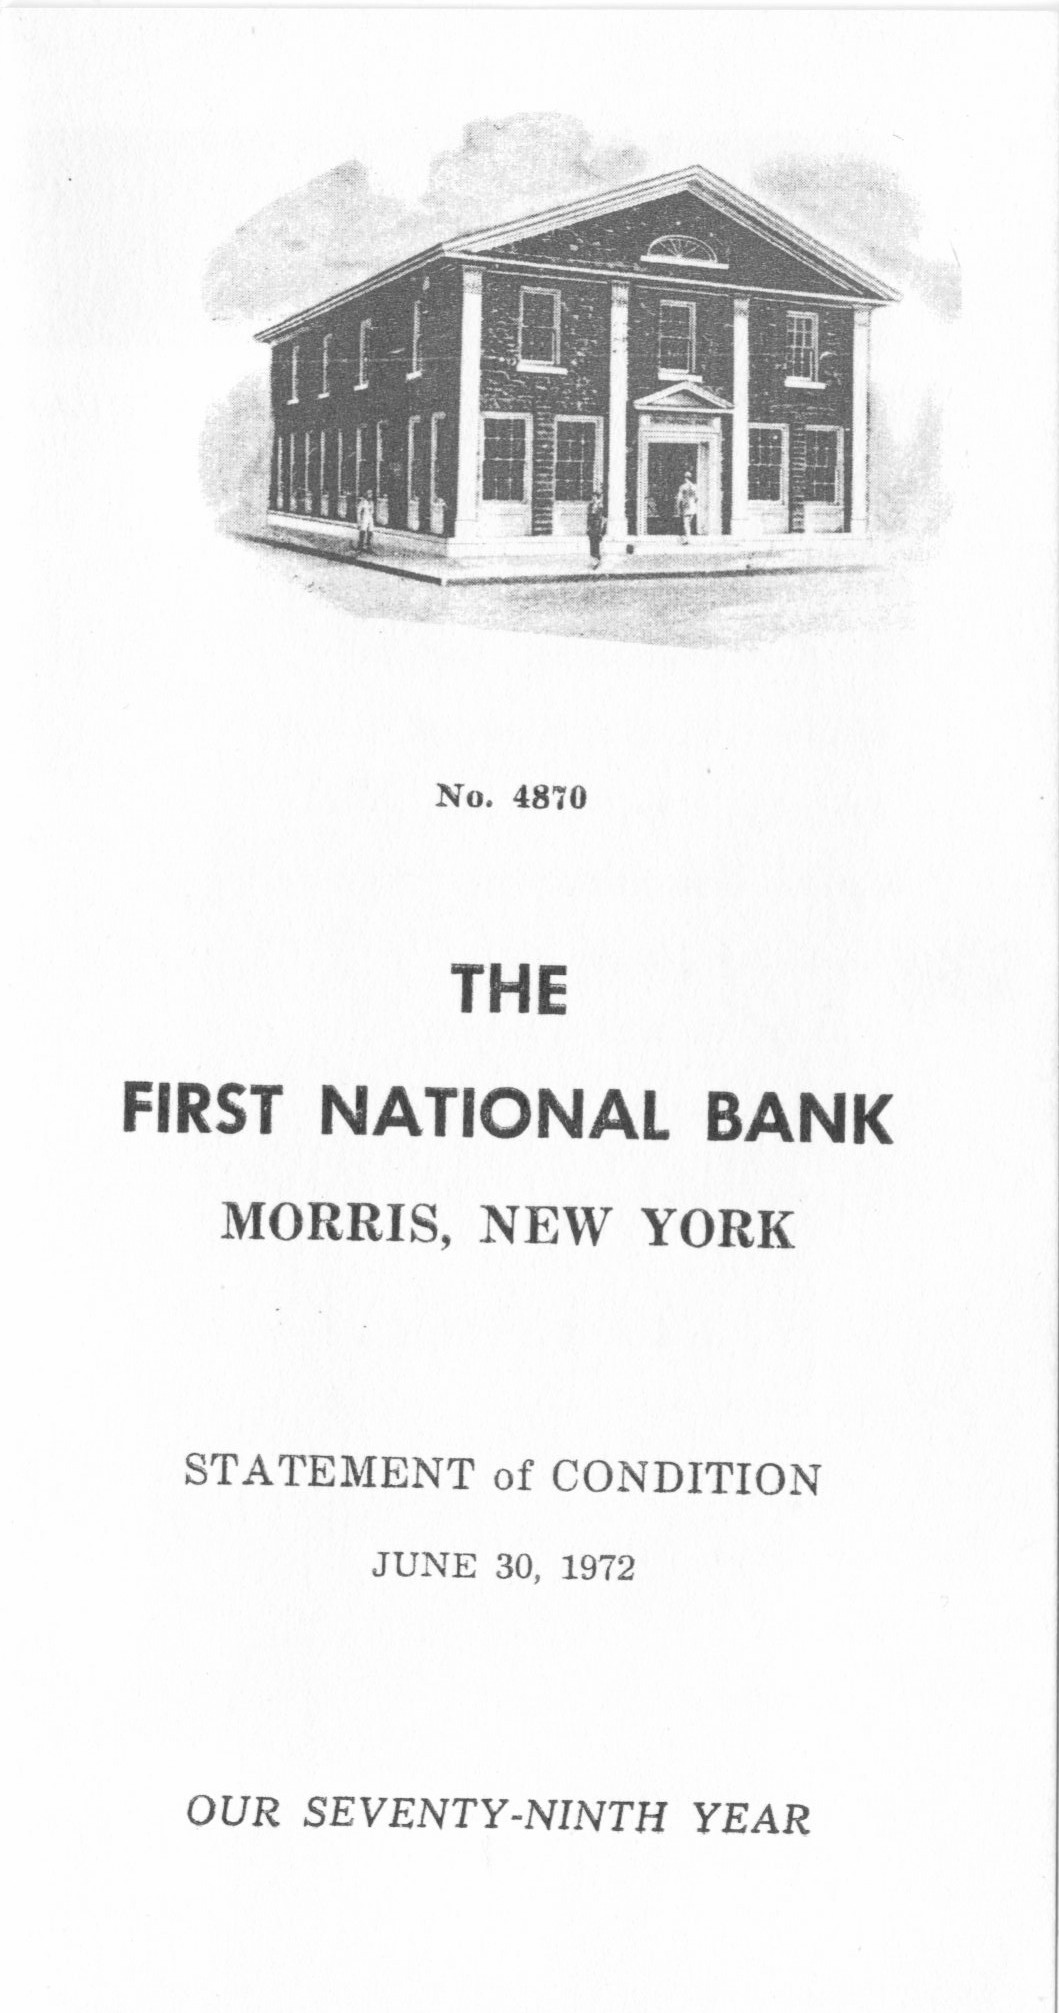 No. 4870
THE
FIRST NATIONAL BANK
MORRIS, NEW YORK
STATEMENT of CONDITION
JUNE 30, 1972
OUR SEVENTY-NINTH YEAR